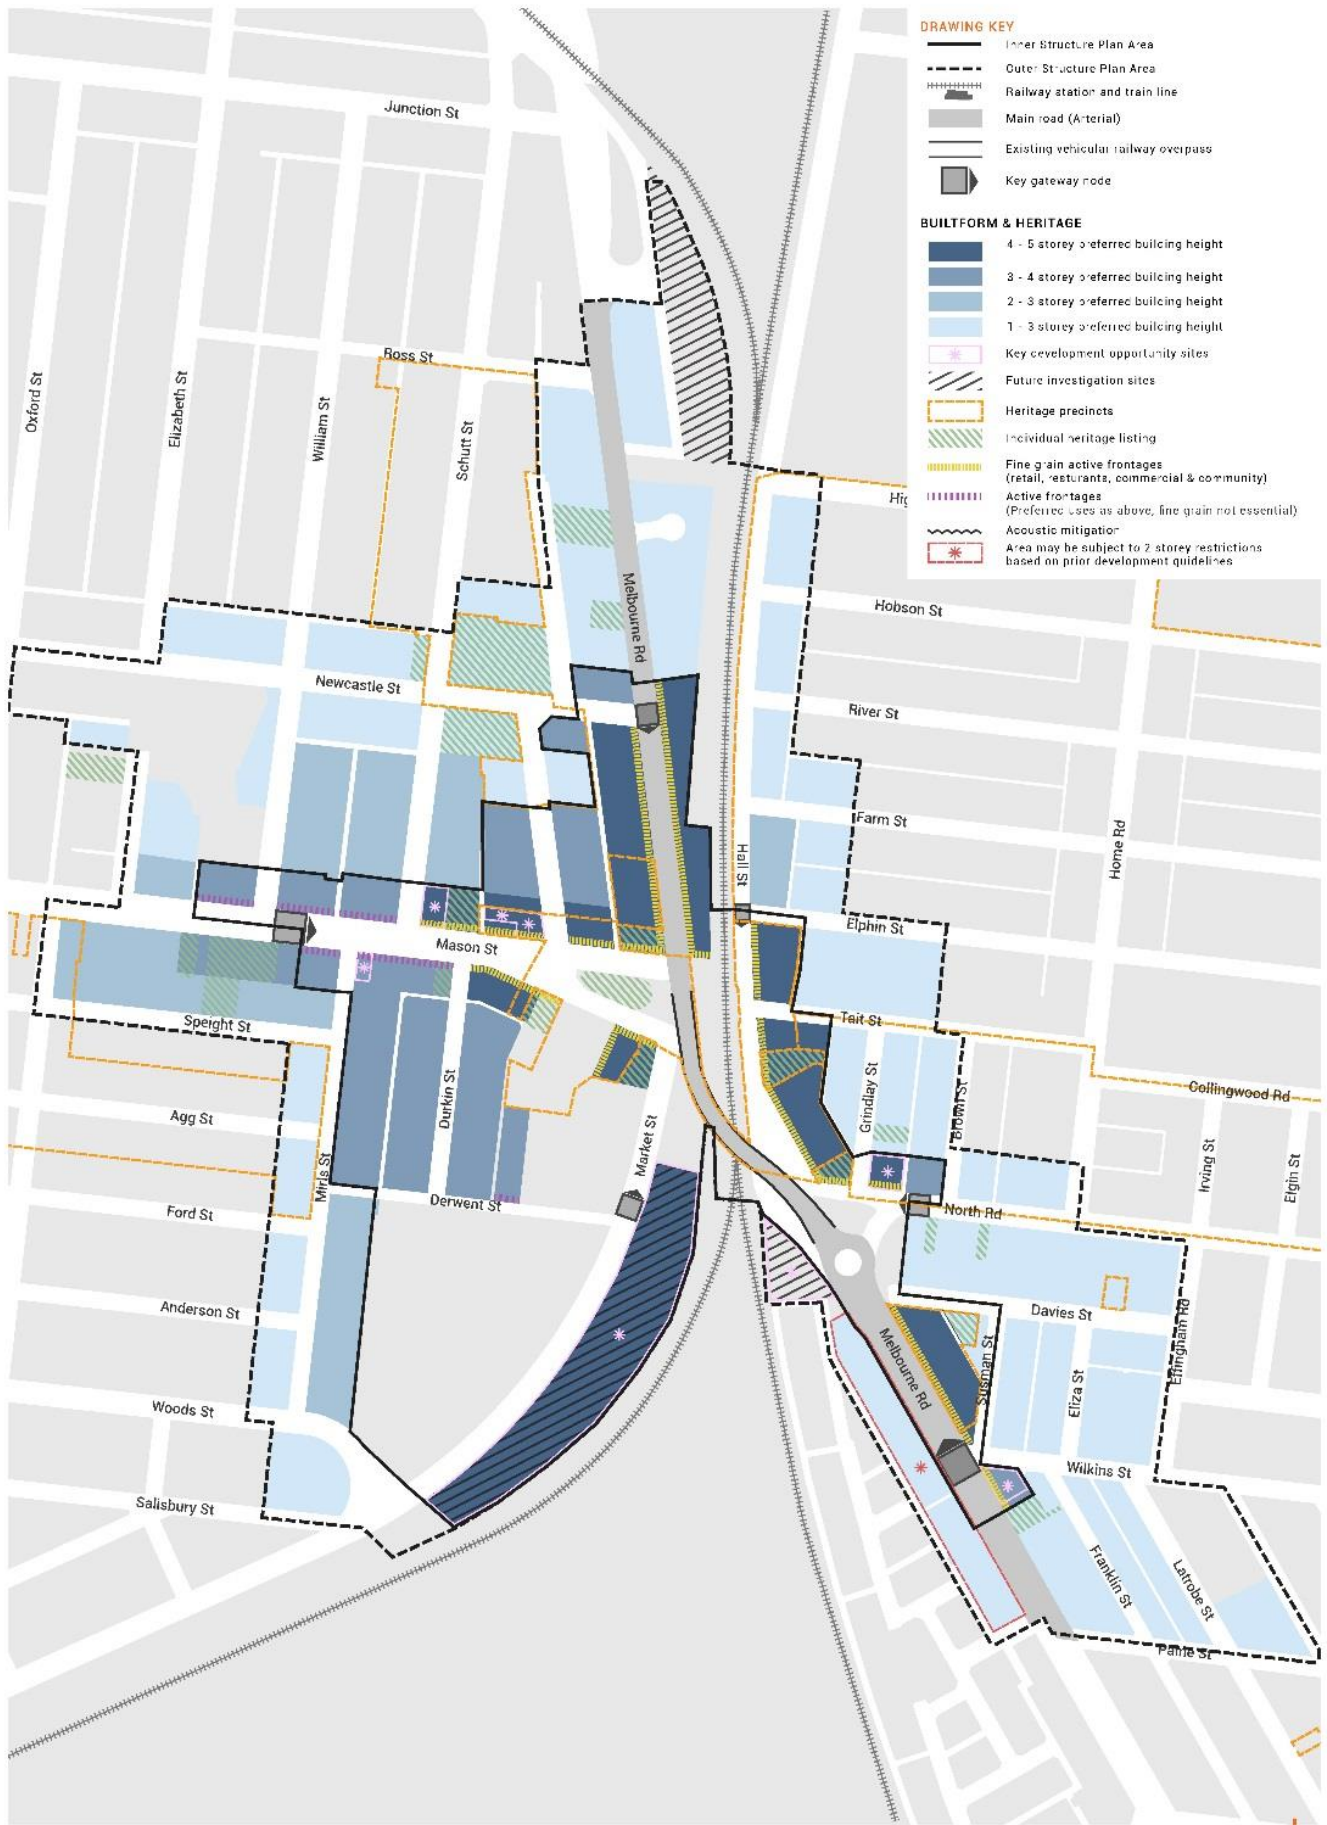 DRAWING KEY
Inner Structure Plan Area
Outer Structure Plan Area
Railway station and train line
Main road (Arterial)
Existing vehicular railway overpass
Key gateway node
BUILTFORM & HERITAGE
4 - 5 storey preferred building height
3 - 4 storey preferred building height
2 - 3 storey preferred building height
1 - 3 storey preferred building height
Key development opportunity sites
Future investigation sites
Heritage precincts
Individual heritage listing
Fine grain active frontages
(retail, resturants, commercial & community)
Active frontages
(Preferred uses as above, fine grain not essential)
Acoustic mitigation
Area may be subject to 2 storey restrictions
based on prior development guidelines
Junction St
Ross St
Oxford St
Elizabeth St
William St
Schutt St
Hig
Melbourne Rd
Hobson St
Newcastle St
River St
Farm St
Home Rd
Hall St
Elphin St
Mason St
Speight St
Tait St
Collingwood Rd
Grindlay St
Brown St
Durkin St
Agg St
Market St
Irving St
Elgin St
Mirls St
Derwent St
Ford St
North Rd
Anderson St
Davies St
Effingham Rd
Melbourne Rd
Susman St
Eliza St
Woods St
Wilkins St
Salisbury St
Franklin St
Latrobe St
Paine St